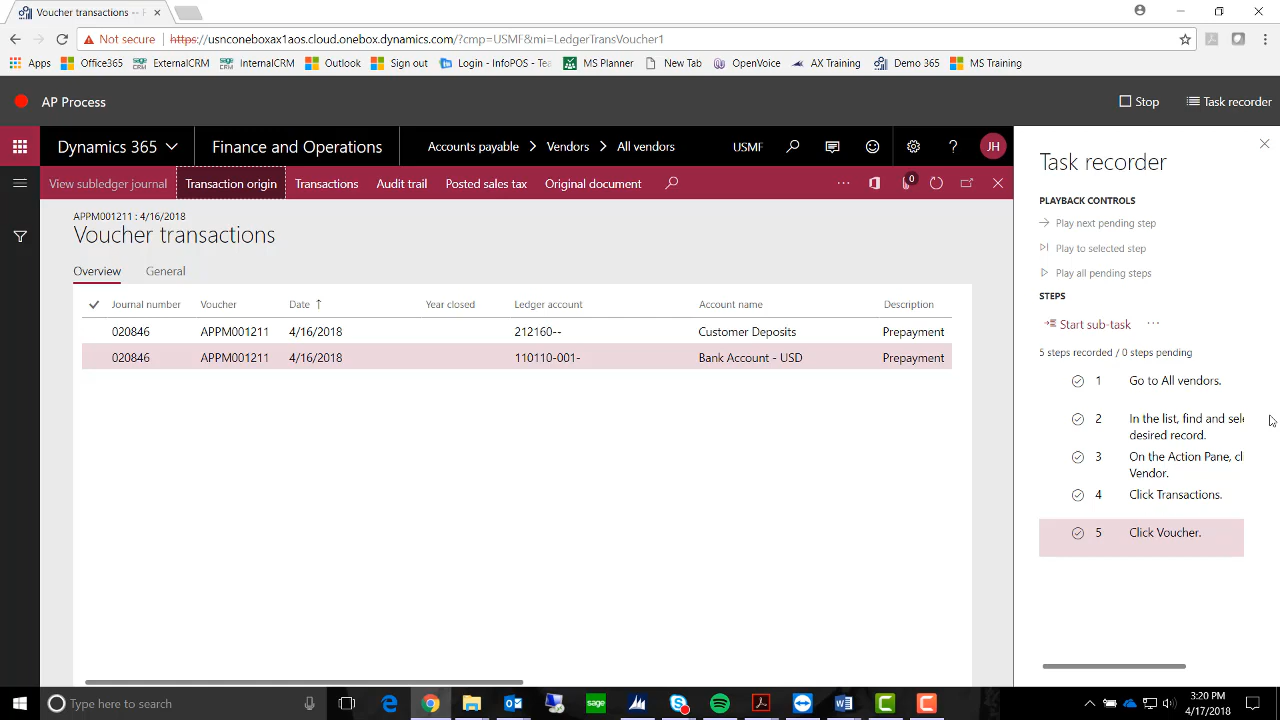 Voucher transactions -- F
Not secure https://usnconeboxax1aos.cloud.onebox.dynamics.com/?cmp=USMF&mi=LedgerTransVoucher1
Apps Office365 ExternalCRM InternalCRM Outlook Sign out Login - InfoPOS - Tea MS Planner New Tab OpenVoice AX Training Demo 365 MS Training
AP Process Stop Task recorder
Dynamics 365 Finance and Operations Accounts payable > Vendors > All vendors USMF ? JH
View subledger journal Transaction origin Transactions Audit trail Posted sales tax Original document ... 0
APPM001211 : 4/16/2018
Voucher transactions
Overview General
Journal number Voucher Date Year closed Ledger account Account name Description
020846 APPM001211 4/16/2018 212160-- Customer Deposits Prepayment
020846 APPM001211 4/16/2018 110110-001- Bank Account - USD Prepayment
Task recorder
PLAYBACK CONTROLS
Play next pending step
Play to selected step
Play all pending steps
STEPS
Start sub-task ...
5 steps recorded / 0 steps pending
1 Go to All vendors.
2 In the list, find and sele
desired record.
3 On the Action Pane, cl
Vendor.
4 Click Transactions.
5 Click Voucher.
Type here to search
3:20 PM
4/17/2018